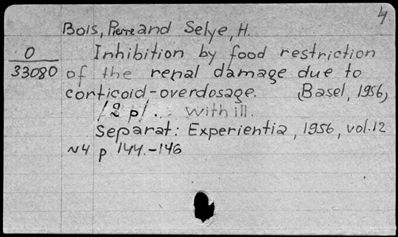 4
Bois, Pierre and Selye, H.
0
33080
Inhibition by food restriction
of the renal damage due to
corticoid-overdosage. (Basel, 1956,
/2 p/... with ill.
Separat: Experientia, 1956, vol.12
N4 p 144.-146